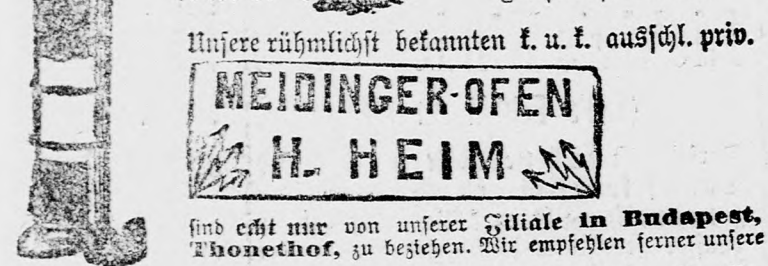 Unsere rühmlichst bekannten k. u. k. ausschl. priv.
MEIDINGER-OFEN
H. HEIM
sind echt nur von unserer Filiale in Budapest,
Thonethof, zu beziehen. Wir empfehlen ferner unsere